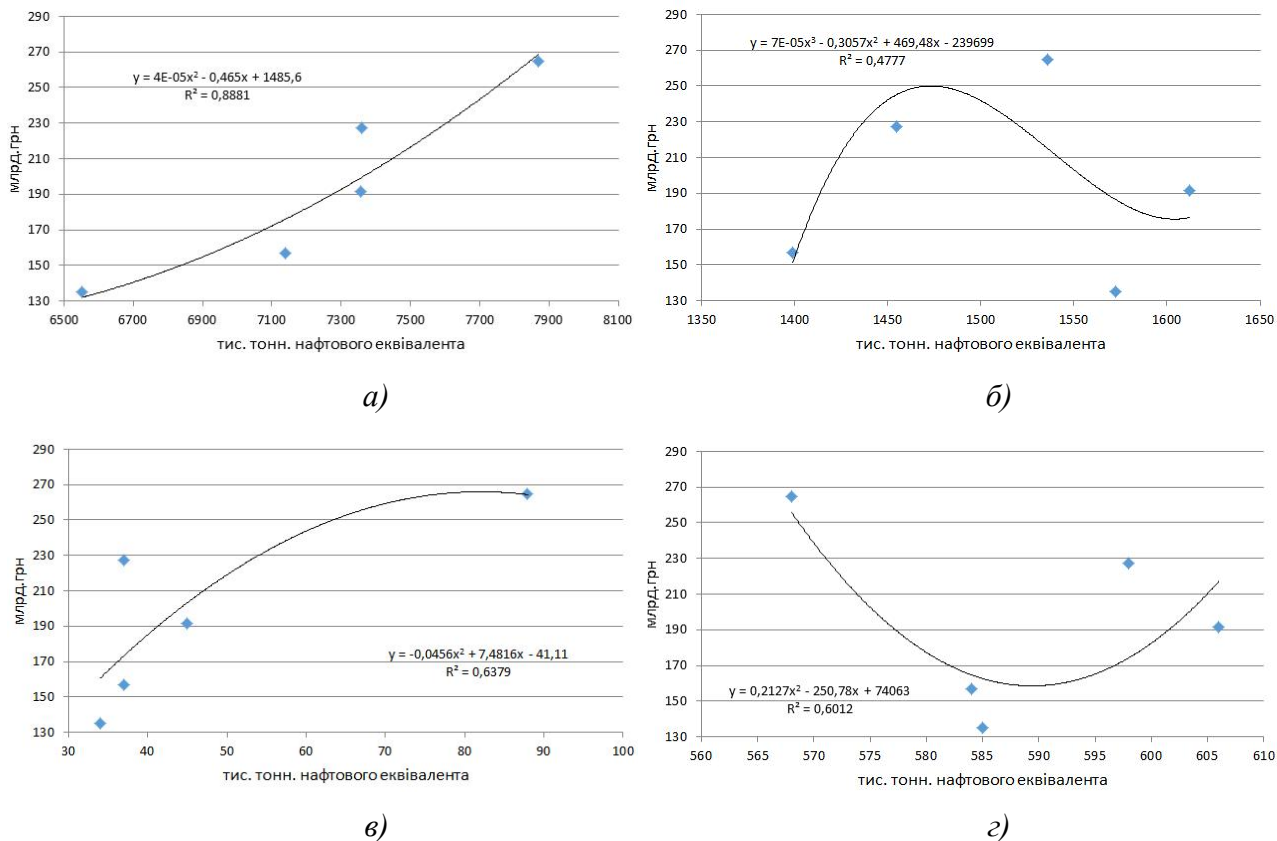 290
270
250
230
210
190
170
150
130
млрд.грн
y = 4E-05x² - 0,465x + 1485,6
R² = 0,8881
6500 6700 6900 7100 7300 7500 7700 7900 8100
тис. тонн. нафтового еквівалента
а)
290
270
250
230
210
190
170
150
130
млрд.грн
y = 7E-05x³ - 0,3057x² + 469,48x - 239699
R² = 0,4777
1350 1400 1450 1500 1550 1600 1650
тис. тонн. нафтового еквівалента
б)
290
270
250
230
210
190
170
150
130
млрд.грн
y = -0,0456x² + 7,4816x - 41,11
R² = 0,6379
30 40 50 60 70 80 90 100
тис. тонн. нафтового еквівалента
в)
290
270
250
230
210
190
170
150
130
млрд.грн
y = 0,2127x² - 250,78x + 74063
R² = 0,6012
560 565 570 575 580 585 590 595 600 605 610
тис. тонн. нафтового еквівалента
г)